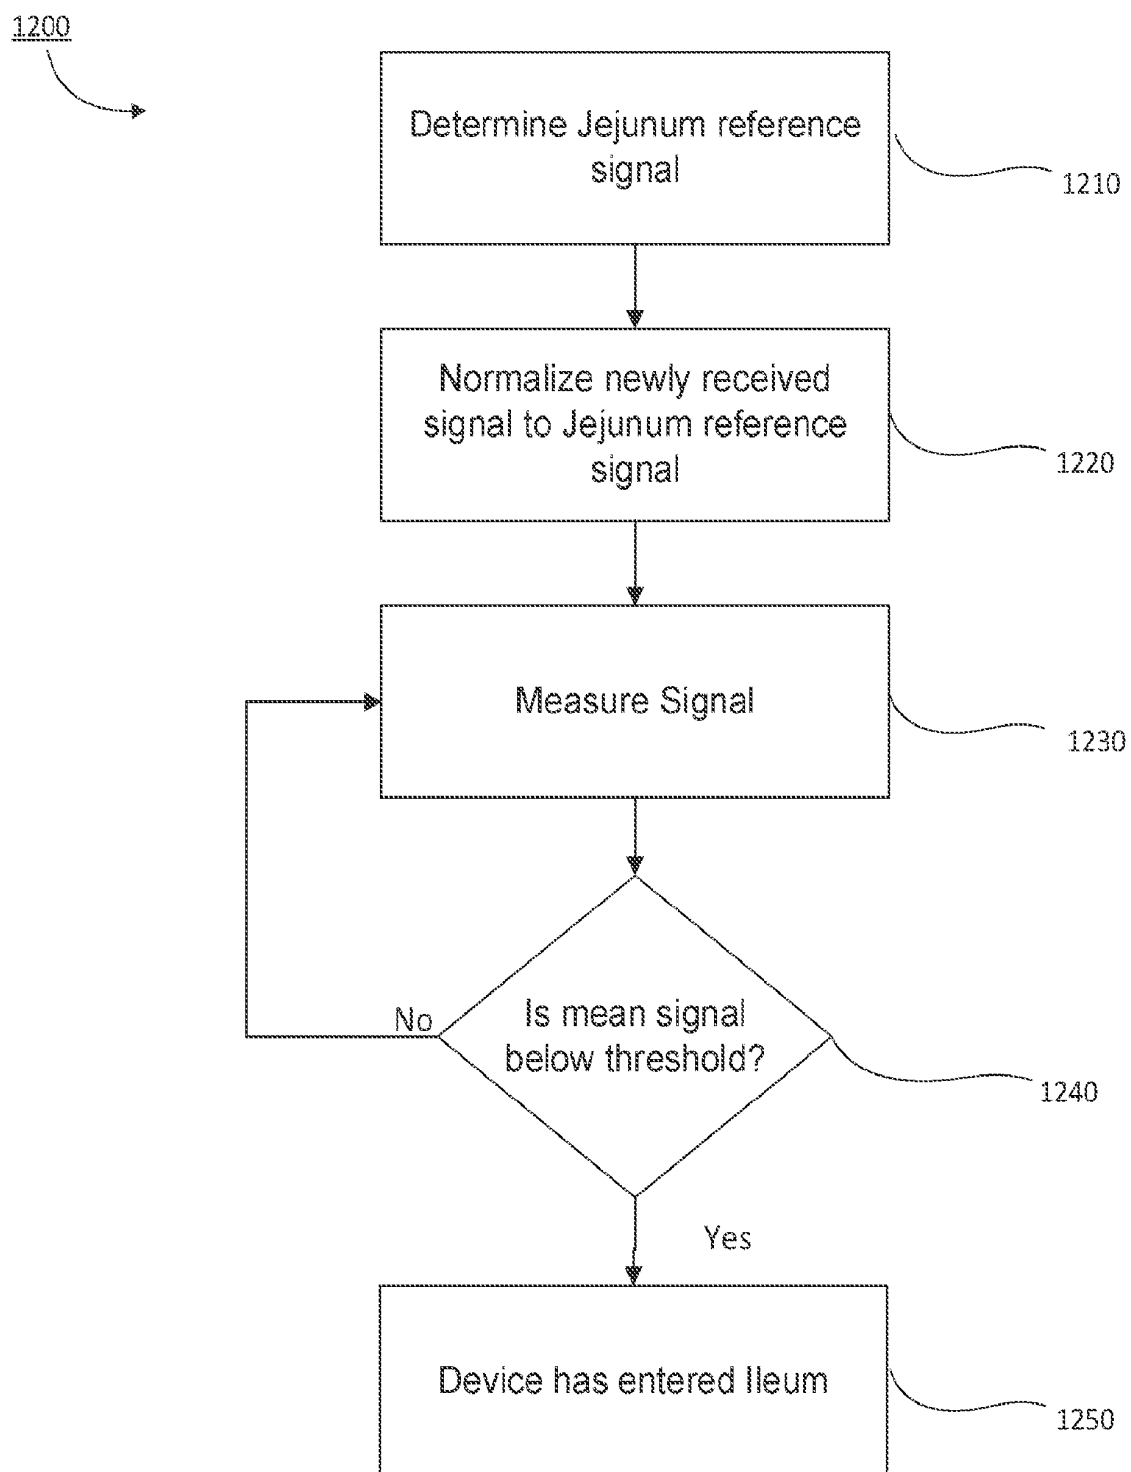 1200
Determine Jejunum reference
signal
1210
Normalize newly received
signal to Jejunum reference
signal
1220
Measure Signal
1230
No
Is mean signal
below threshold?
1240
Yes
Device has entered Ileum
1250